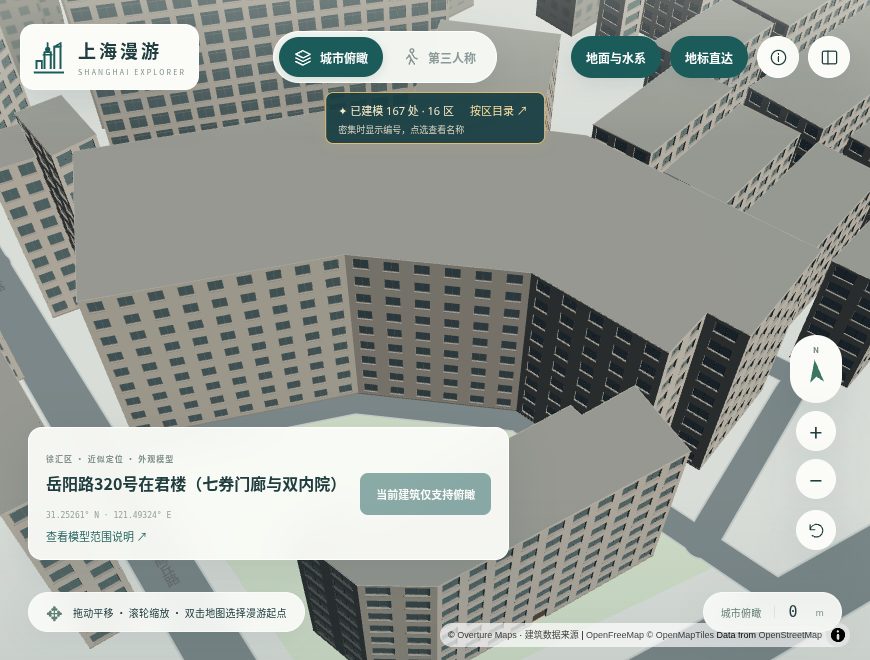 上海漫游
SHANGHAI EXPLORER
城市俯瞰
第三人称
地面与水系
地标直达
✦ 已建模 167 处 · 16 区 按区目录 ↗
密集时显示编号，点选查看名称
N
徐汇区 · 近似定位 · 外观模型
岳阳路320号在君楼（七券门廊与双内院）
31.25261° N · 121.49324° E
查看模型范围说明 ↗
当前建筑仅支持俯瞰
拖动平移 · 滚轮缩放 · 双击地图选择漫游起点
城市俯瞰 0 m
© Overture Maps · 建筑数据来源 | OpenFreeMap © OpenMapTiles Data from OpenStreetMap